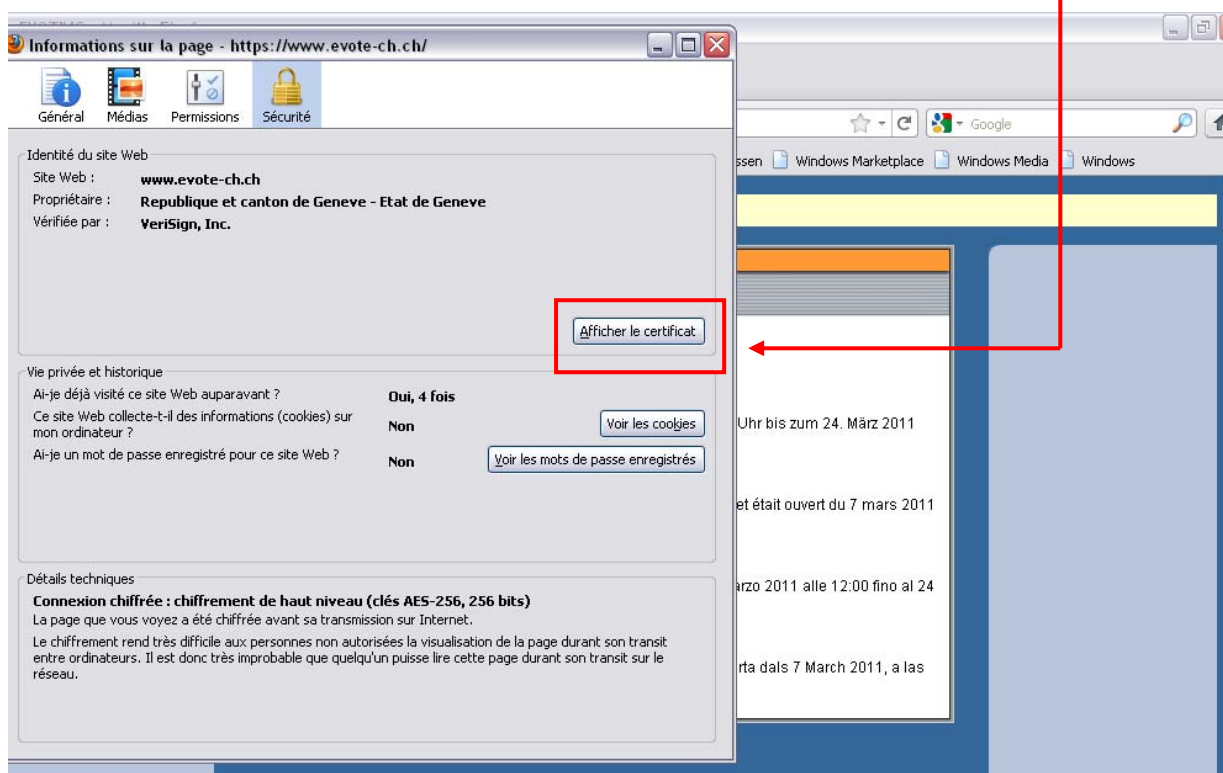 Informations sur la page - https://www.evote-ch.ch/
Général Médias Permissions Sécurité
Identité du site Web
Site Web : www.evote-ch.ch
Propriétaire : Republique et canton de Geneve - Etat de Geneve
Vérifiée par : VeriSign, Inc.
Afficher le certificat
Vie privée et historique
Ai-je déjà visité ce site Web auparavant ? Oui, 4 fois
Ce site Web collecte-t-il des informations (cookies) sur
mon ordinateur ? Non Voir les cookies
Ai-je un mot de passe enregistré pour ce site Web ? Non Voir les mots de passe enregistrés
Détails techniques
Connexion chiffrée : chiffrement de haut niveau (clés AES-256, 256 bits)
La page que vous voyez a été chiffrée avant sa transmission sur Internet.
Le chiffrement rend très difficile aux personnes non autorisées la visualisation de la page durant son transit
entre ordinateurs. Il est donc très improbable que quelqu'un puisse lire cette page durant son transit sur le
réseau.
Google
ssen Windows Marketplace Windows Media Windows
Uhr bis zum 24. März 2011
et était ouvert du 7 mars 2011
arzo 2011 alle 12:00 fino al 24
rta dals 7 March 2011, a las